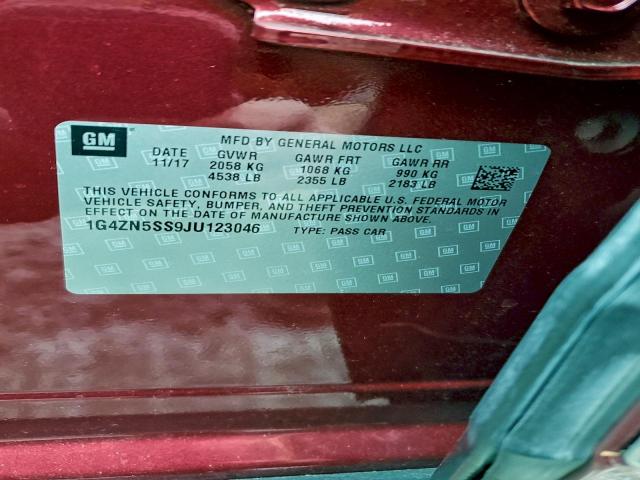 GM
MFD BY GENERAL MOTORS LLC
DATE GVWR GAWR FRT GAWR RR
11/17 2058 KG 1068 KG 990 KG
4538 LB 2355 LB 2183 LB
THIS VEHICLE CONFORMS TO ALL APPLICABLE U.S. FEDERAL MOTOR
VEHICLE SAFETY, BUMPER, AND THEFT PREVENTION STANDARDS IN
EFFECT ON THE DATE OF MANUFACTURE SHOWN ABOVE.
1G4ZN5SS9JU123046 TYPE: PASS CAR